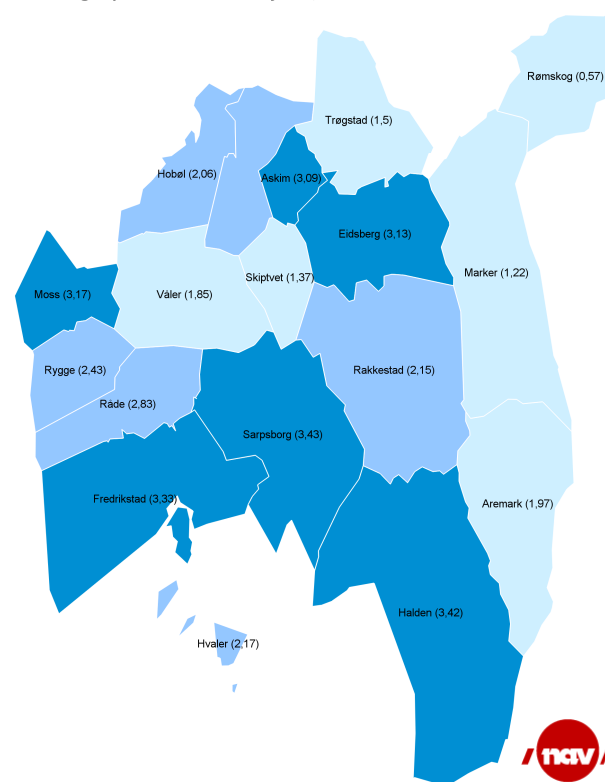 Rømskog (0,57)
Trøgstad (1,5)
Hobøl (2,06)
Askim (3,09)
Eidsberg (3,13)
Marker (1,22)
Skiptvet (1,37)
Moss (3,17)
Våler (1,85)
Rygge (2,43)
Rakkestad (2,15)
Råde (2,83)
Sarpsborg (3,43)
Fredrikstad (3,33)
Aremark (1,97)
Halden (3,42)
Hvaler (2,17)
nav